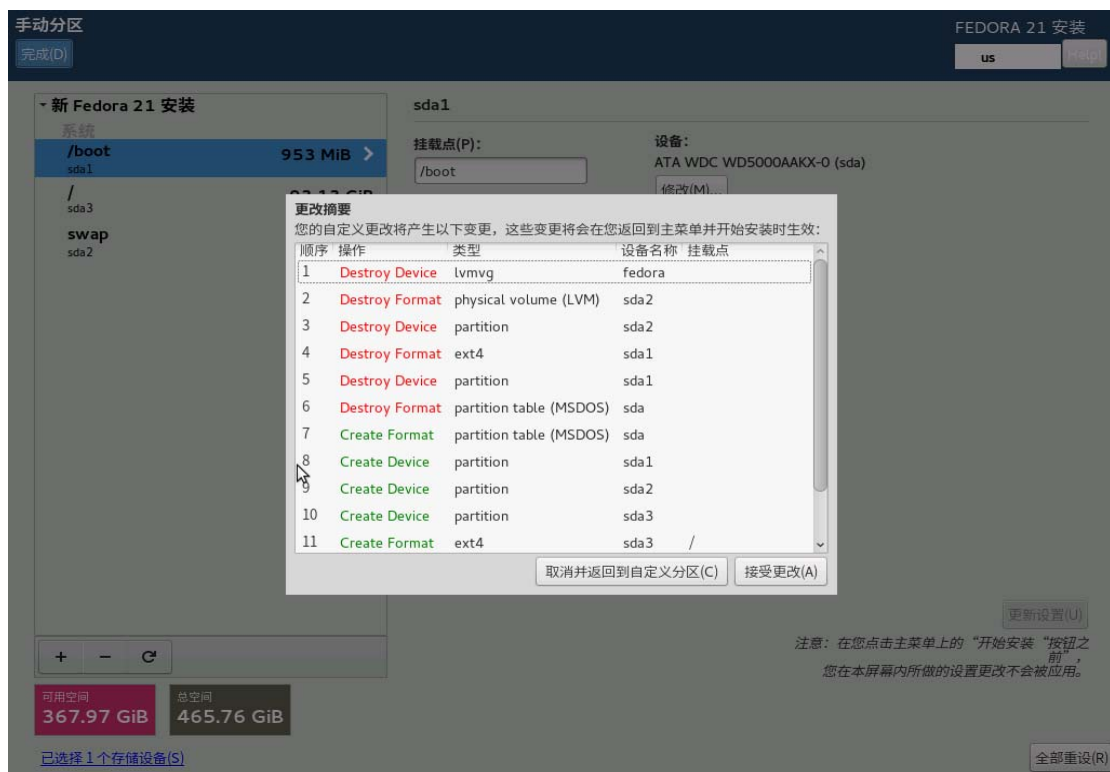 手动分区
FEDORA 21 安装
完成(D)
us
Help!
新 Fedora 21 安装
sda1
系统
/boot
953 MiB
sda1
挂载点(P):
设备:
/boot
ATA WDC WD5000AAKX-0 (sda)
修改(M)...
/
sda3
swap
sda2
更改摘要
您的自定义更改将产生以下变更，这些变更将会在您返回到主菜单并开始安装时生效:
顺序 操作 类型 设备名称 挂载点
1 Destroy Device lvmvg fedora
2 Destroy Format physical volume (LVM) sda2
3 Destroy Device partition sda2
4 Destroy Format ext4 sda1
5 Destroy Device partition sda1
6 Destroy Format partition table (MSDOS) sda
7 Create Format partition table (MSDOS) sda
8 Create Device partition sda1
9 Create Device partition sda2
10 Create Device partition sda3
11 Create Format ext4 sda3 /
取消并返回到自定义分区(C) 接受更改(A)
更新设置(U)
注意：在您点击主菜单上的“开始安装“按钮之
前”，
您在本屏幕内所做的设置更改不会被应用。
可用空间
367.97 GiB
总空间
465.76 GiB
已选择 1 个存储设备(S)
全部重设(R)